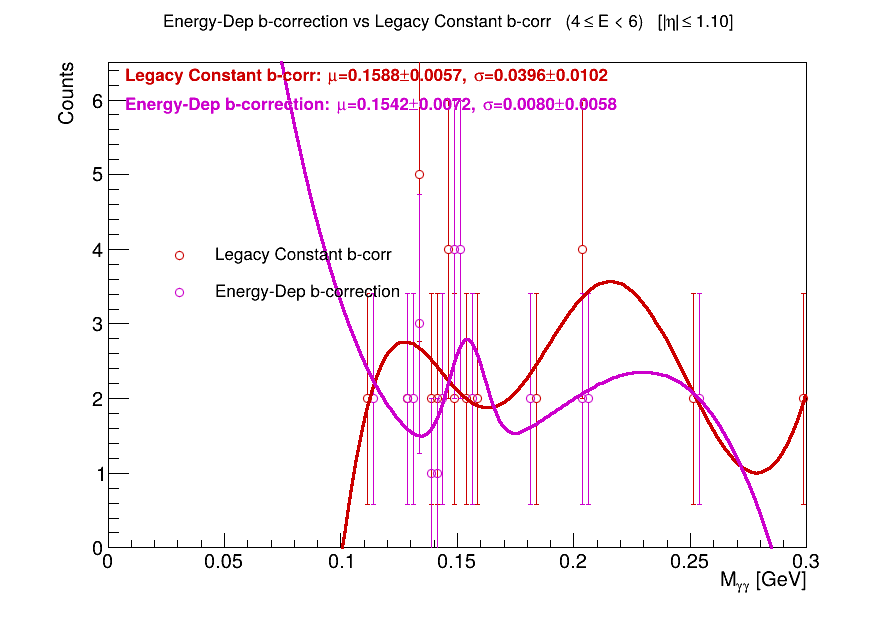 Energy-Dep b-correction vs Legacy Constant b-corr (4 ≤ E < 6) [|η| ≤ 1.10]
Counts
Legacy Constant b-corr: μ=0.1588±0.0057, σ=0.0396±0.0102
Energy-Dep b-correction: μ=0.1542±0.0072, σ=0.0080±0.0058
6
5
4
3
2
1
0
Legacy Constant b-corr
Energy-Dep b-correction
0 0.05 0.1 0.15 0.2 0.25 0.3
Mγγ [GeV]